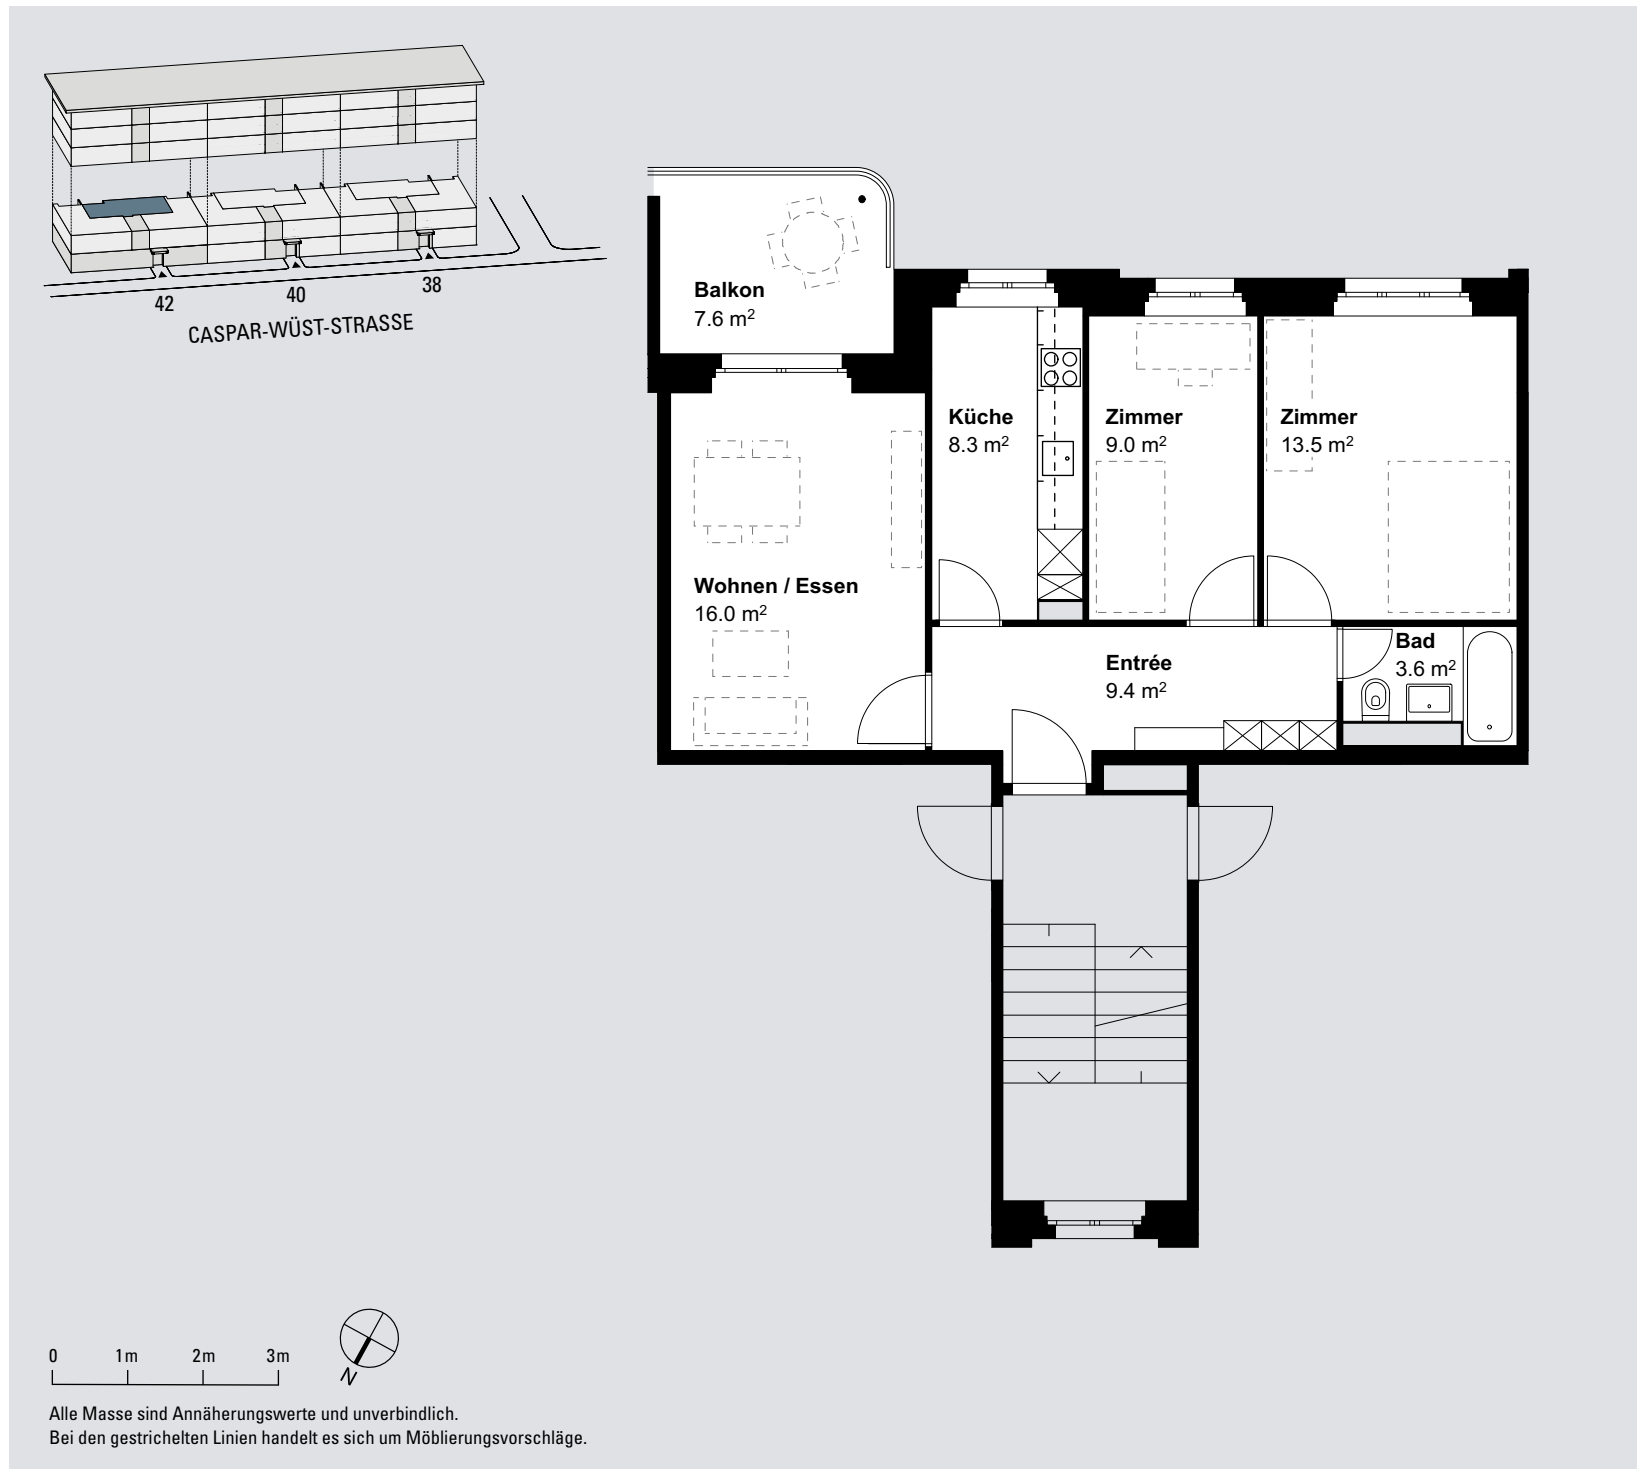 42
40
38
CASPAR-WÜST-STRASSE
Balkon
7.6 m²
Küche
8.3 m²
Zimmer
9.0 m²
Zimmer
13.5 m²
Wohnen / Essen
16.0 m²
Entrée
9.4 m²
Bad
3.6 m²
0 1m 2m 3m
N
Alle Masse sind Annäherungswerte und unverbindlich.
Bei den gestrichelten Linien handelt es sich um Möblierungsvorschläge.